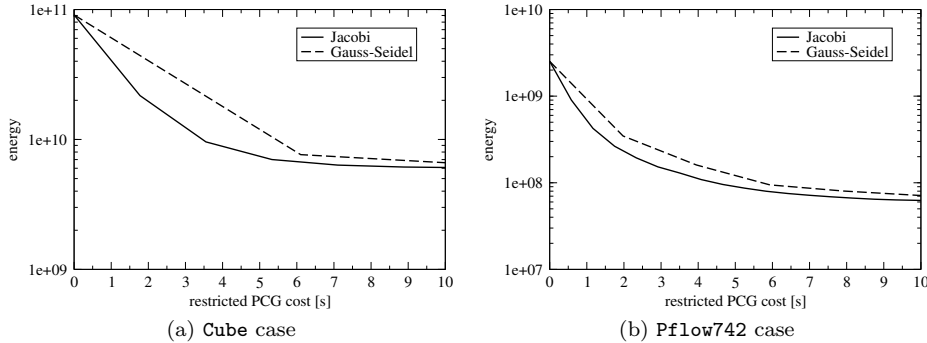 1e+11
1e+10
1e+09
energy
Jacobi
Gauss-Seidel
0 1 2 3 4 5 6 7 8 9 10
restricted PCG cost [s]
(a) Cube case
1e+10
1e+09
1e+08
1e+07
energy
Jacobi
Gauss-Seidel
0 1 2 3 4 5 6 7 8 9 10
restricted PCG cost [s]
(b) Pflow742 case